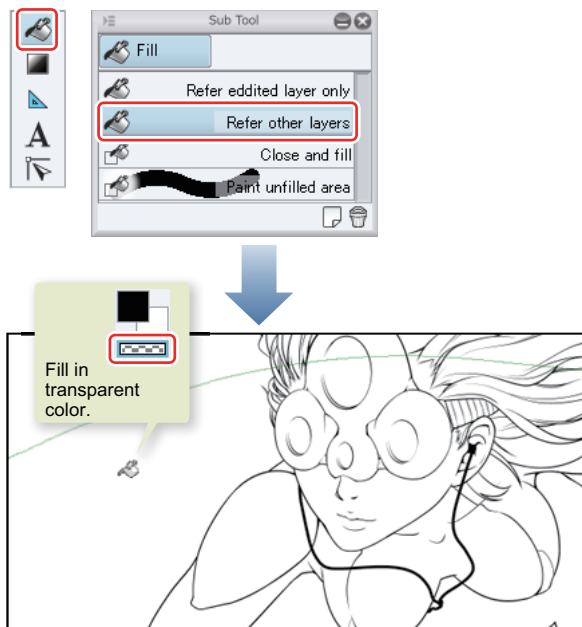 Sub Tool
Fill
Refer eddited layer only
Refer other layers
Close and fill
Paint unfilled area
A
Fill in
transparent
color.